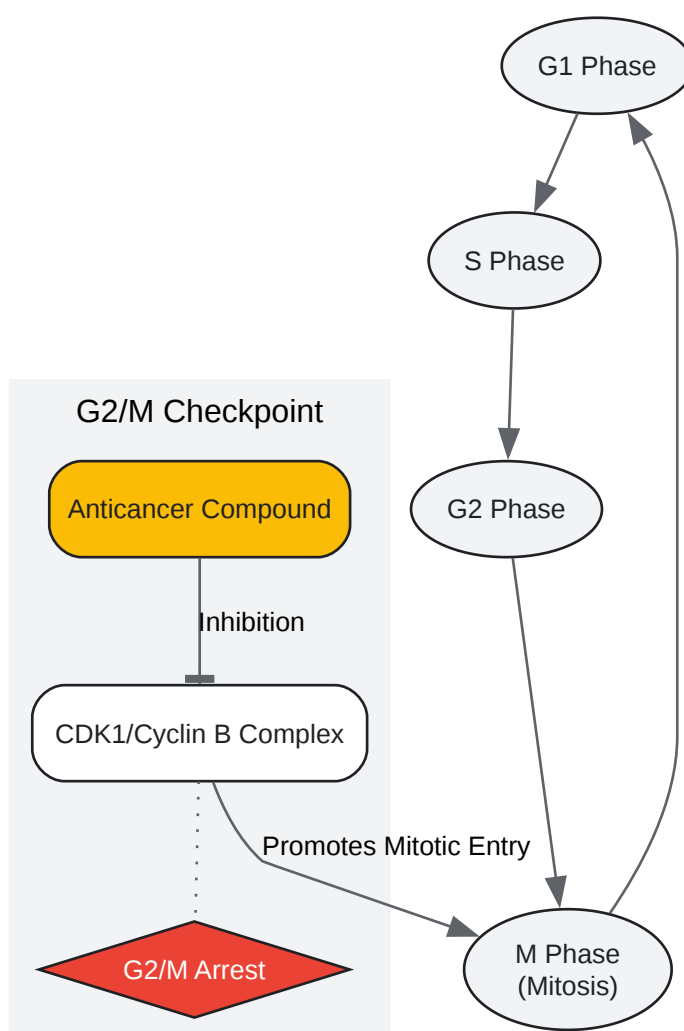 G1 Phase
S Phase
G2/M Checkpoint
Anticancer Compound
G2 Phase
Inhibition
CDK1/Cyclin B Complex
Promotes Mitotic Entry
G2/M Arrest
M Phase
(Mitosis)